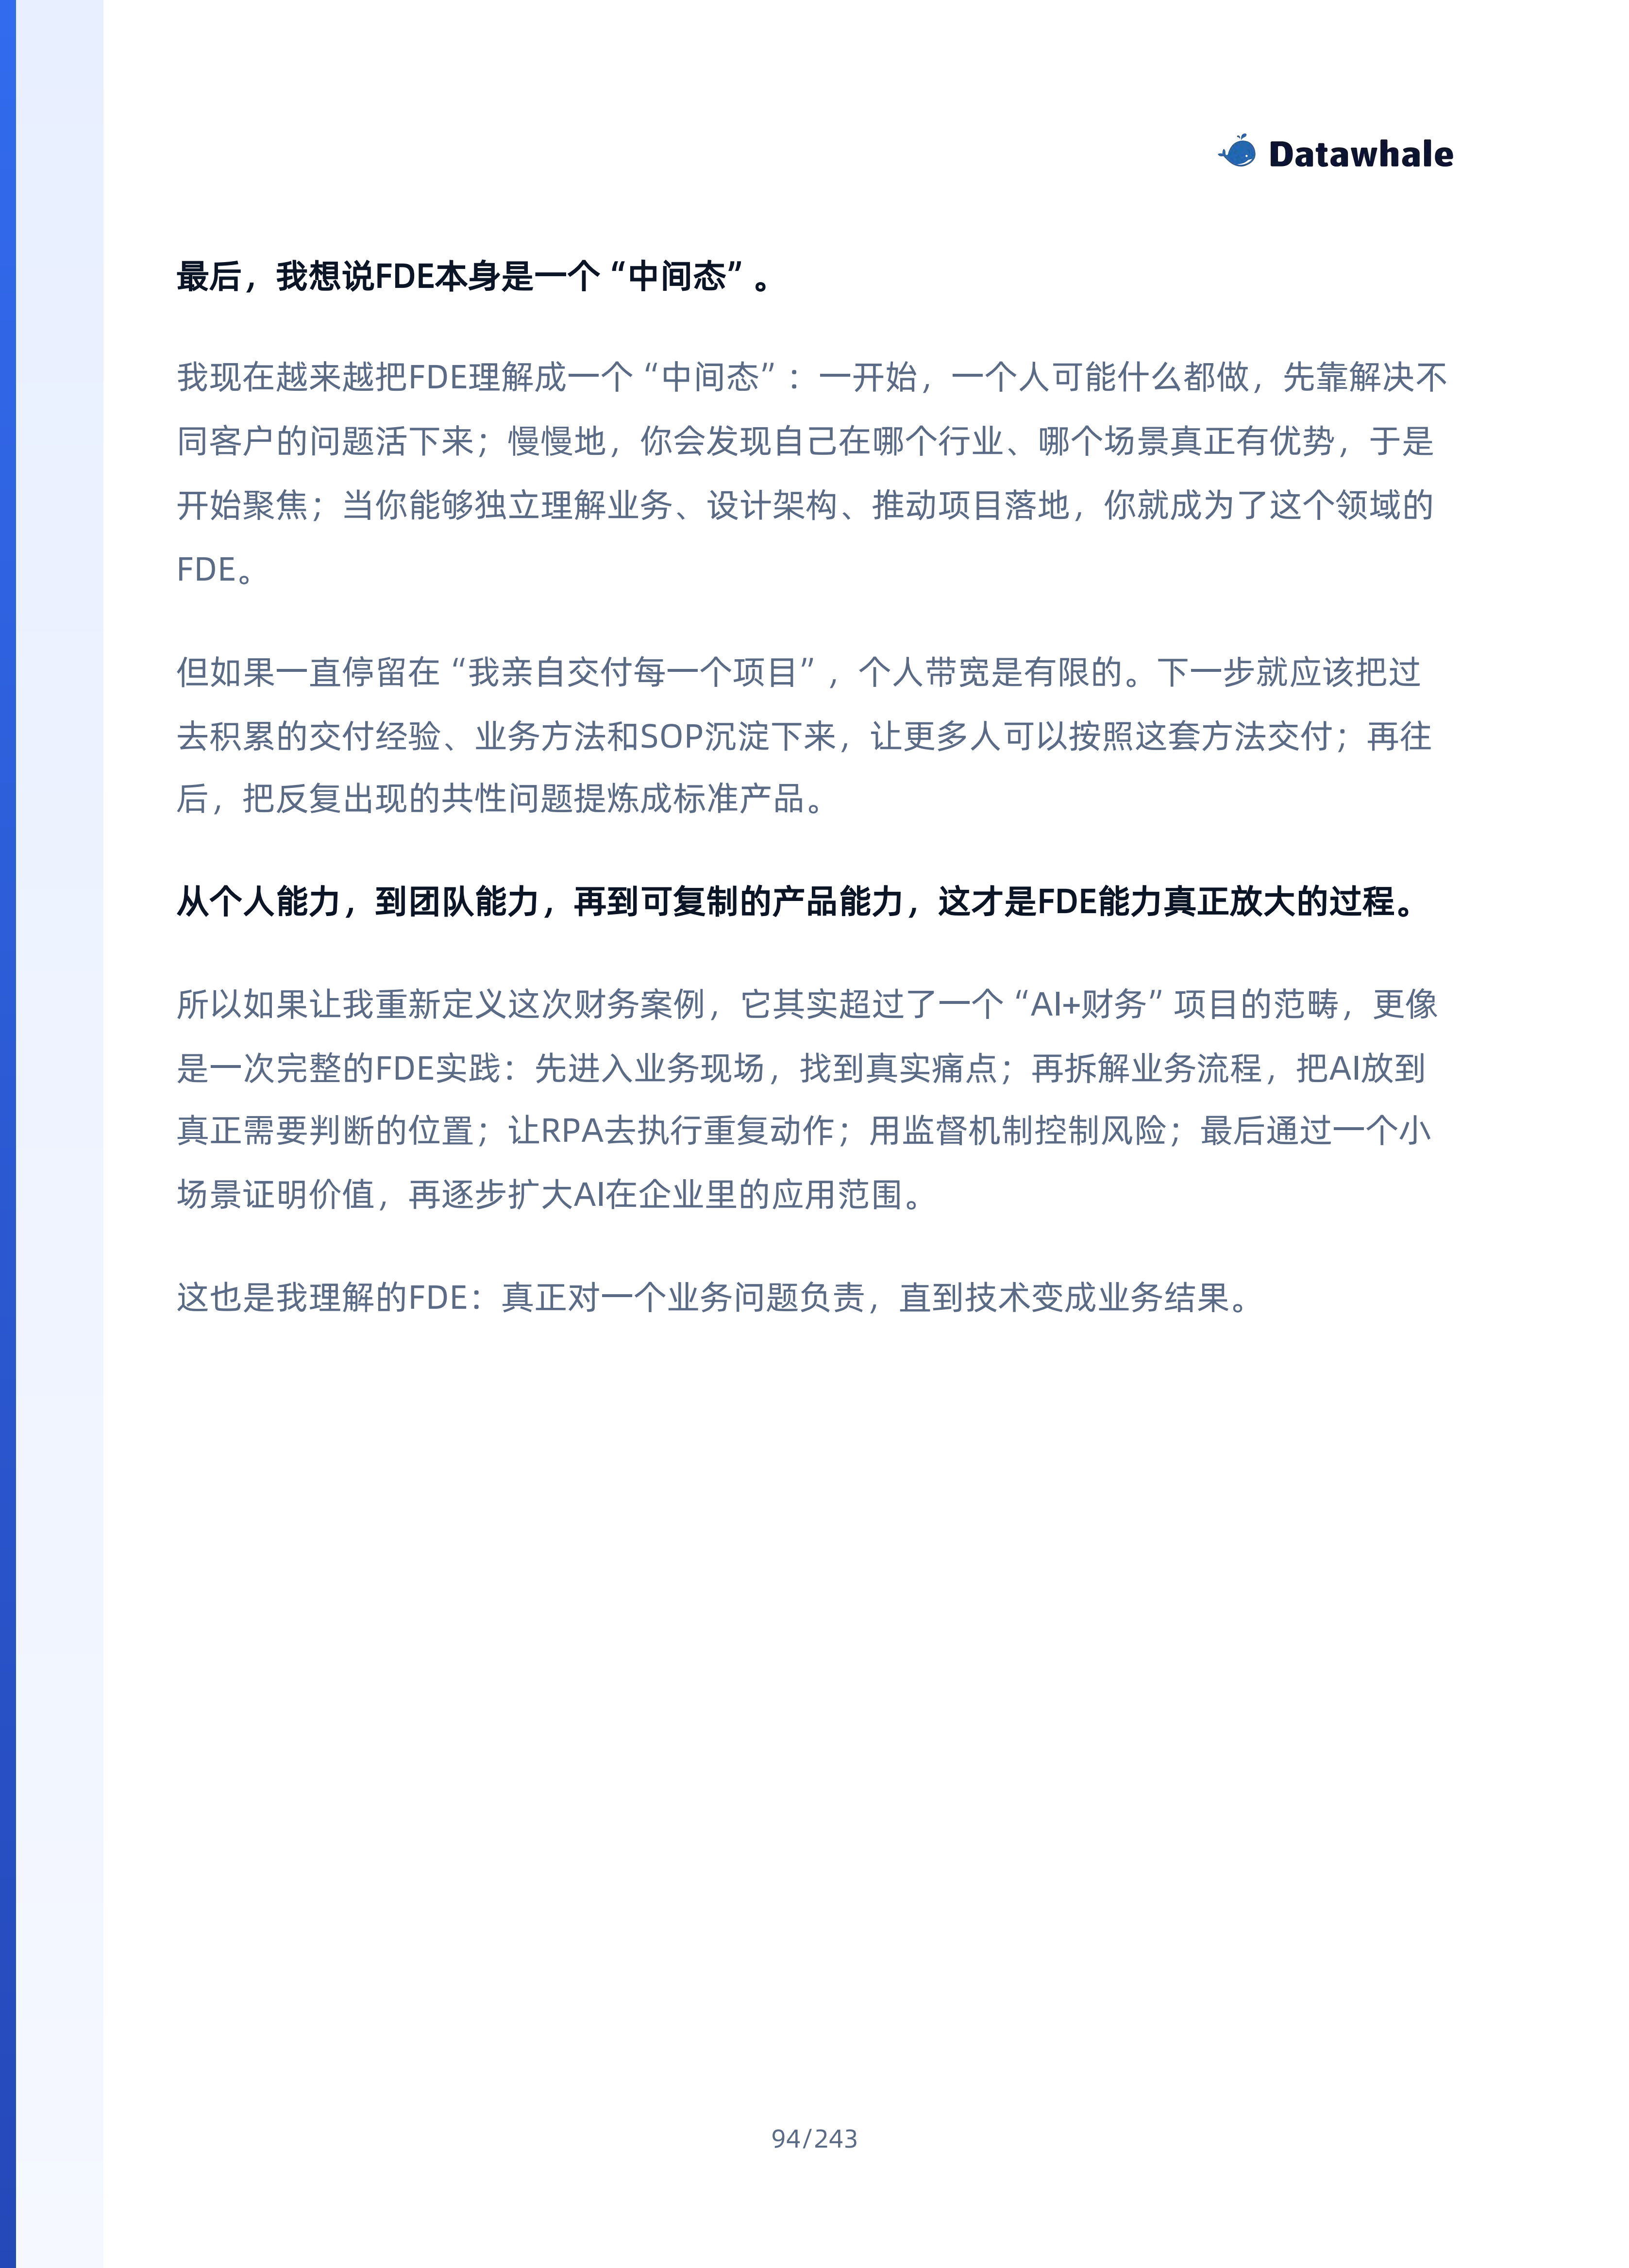 Datawhale
最后，我想说FDE本身是一个“中间态”。
我现在越来越把FDE理解成一个“中间态”：一开始，一个人可能什么都做，先靠解决不
同客户的问题活下来；慢慢地，你会发现自己在哪个行业、哪个场景真正有优势，于是
开始聚焦；当你能够独立理解业务、设计架构、推动项目落地，你就成为了这个领域的
FDE。
但如果一直停留在“我亲自交付每一个项目”，个人带宽是有限的。下一步就应该把过
去积累的交付经验、业务方法和SOP沉淀下来，让更多人可以按照这套方法交付；再往
后，把反复出现的共性问题提炼成标准产品。
从个人能力，到团队能力，再到可复制的产品能力，这才是FDE能力真正放大的过程。
所以如果让我重新定义这次财务案例，它其实超过了一个“AI+财务”项目的范畴，更像
是一次完整的FDE实践：先进入业务现场，找到真实痛点；再拆解业务流程，把AI放到
真正需要判断的位置；让RPA去执行重复动作；用监督机制控制风险；最后通过一个小
场景证明价值，再逐步扩大AI在企业里的应用范围。
这也是我理解的FDE：真正对一个业务问题负责，直到技术变成业务结果。
94/243